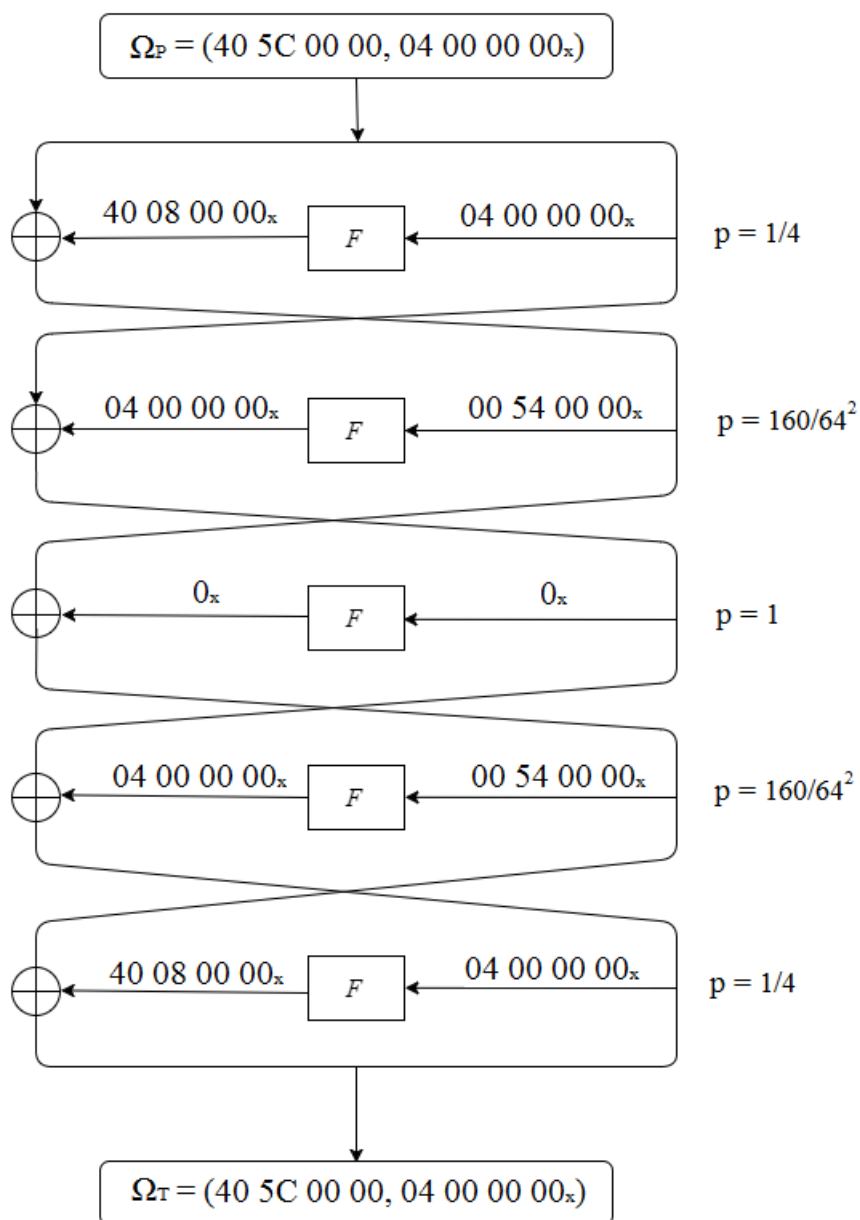 Ωₚ = (40 5C 00 00, 04 00 00 00ₓ)
40 08 00 00ₓ F 04 00 00 00ₓ p = 1/4
04 00 00 00ₓ F 00 54 00 00ₓ p = 160/64²
0ₓ F 0ₓ p = 1
04 00 00 00ₓ F 00 54 00 00ₓ p = 160/64²
40 08 00 00ₓ F 04 00 00 00ₓ p = 1/4
Ωᴛ = (40 5C 00 00, 04 00 00 00ₓ)